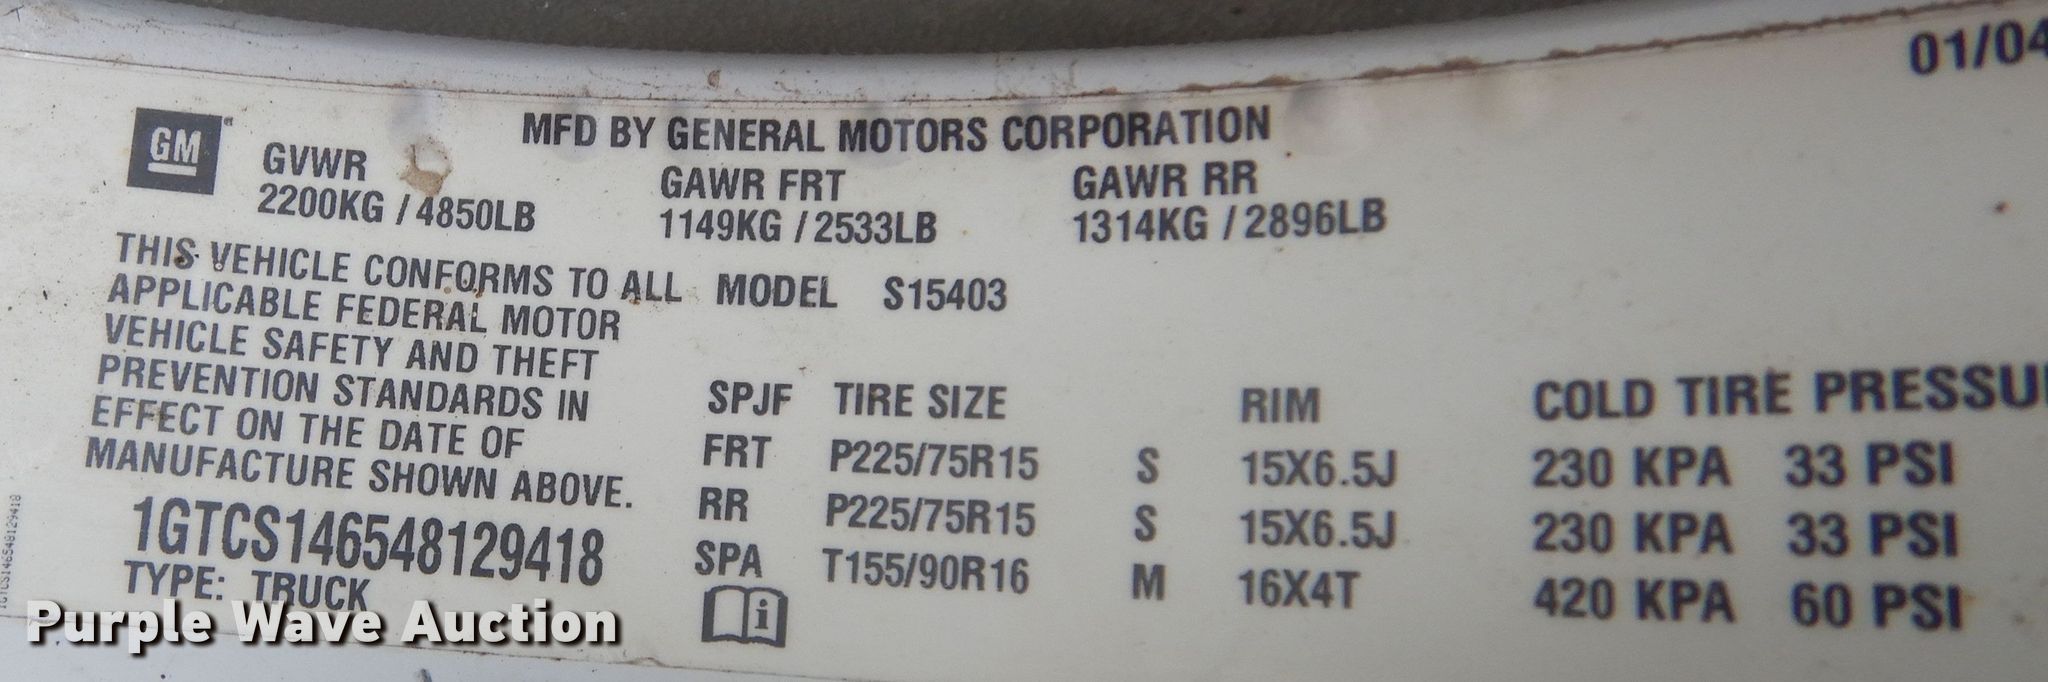 01/04
GM
MFD BY GENERAL MOTORS CORPORATION
GVWR GAWR FRT GAWR RR
2200KG / 4850LB 1149KG / 2533LB 1314KG / 2896LB
THIS VEHICLE CONFORMS TO ALL MODEL S15403
APPLICABLE FEDERAL MOTOR
VEHICLE SAFETY AND THEFT
PREVENTION STANDARDS IN
EFFECT ON THE DATE OF
MANUFACTURE SHOWN ABOVE.
1GTCS146548129418
TYPE: TRUCK
SPJF TIRE SIZE RIM COLD TIRE PRESSU
FRT P225/75R15 S 15X6.5J 230 KPA 33 PSI
RR P225/75R15 S 15X6.5J 230 KPA 33 PSI
SPA T155/90R16 M 16X4T 420 KPA 60 PSI
i
1GTCS146548129418
Purple Wave Auction